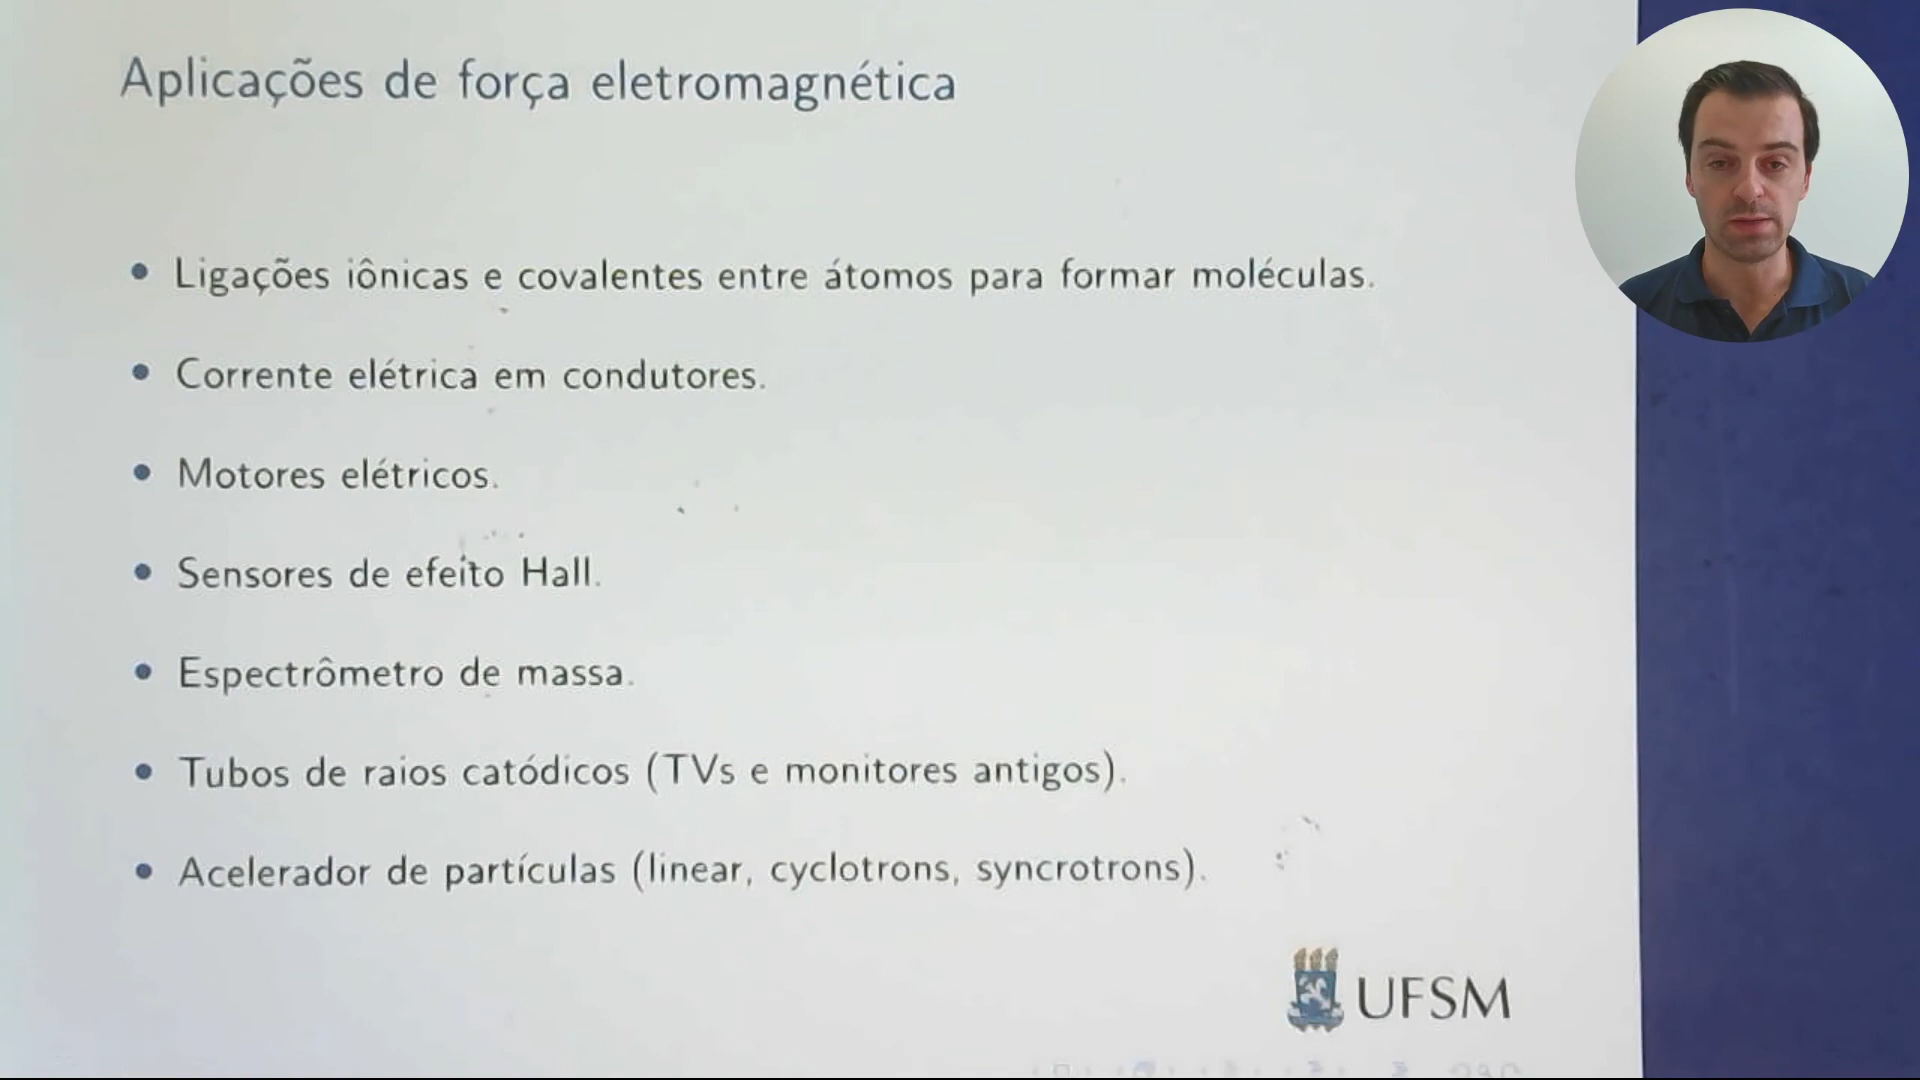 Aplicações de força eletromagnética
• Ligações iônicas e covalentes entre átomos para formar moléculas.
• Corrente elétrica em condutores.
• Motores elétricos.
• Sensores de efeito Hall.
• Espectrômetro de massa.
• Tubos de raios catódicos (TVs e monitores antigos).
• Acelerador de partículas (linear, cyclotrons, syncrotrons).
UFSM